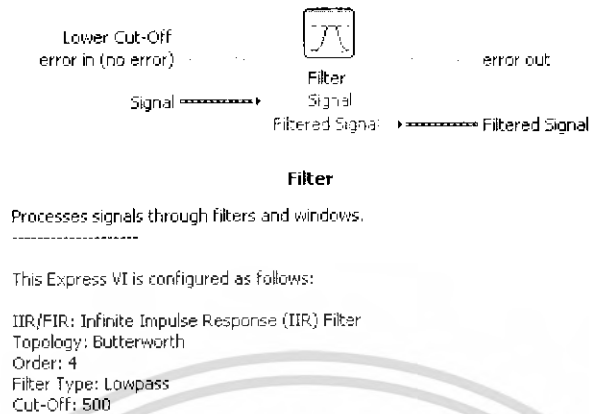 Lower Cut-Off
error in (no error)
error out
Filter
Signal
Signal
Filtered Signal
Filtered Signal
Filter
Processes signals through filters and windows.
--------------------
This Express VI is configured as follows:
IIR/FIR: Infinite Impulse Response (IIR) Filter
Topology: Butterworth
Order: 4
Filter Type: Lowpass
Cut-Off: 500